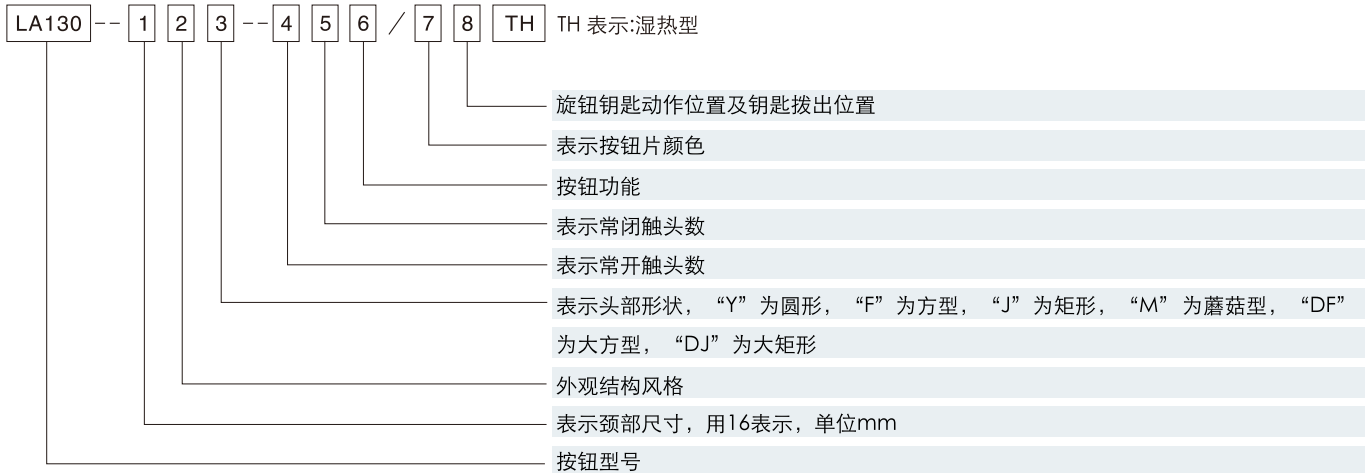 LA130--1 2 3--4 5 6/7 8 TH TH 表示:湿热型
旋钮钥匙动作位置及钥匙拨出位置
表示按钮片颜色
按钮功能
表示常闭触头数
表示常开触头数
表示头部形状，“Y”为圆形，“F”为方型，“J”为矩形，“M”为蘑菇型，“DF”
为大方型，“DJ”为大矩形
外观结构风格
表示颈部尺寸，用16表示，单位mm
按钮型号